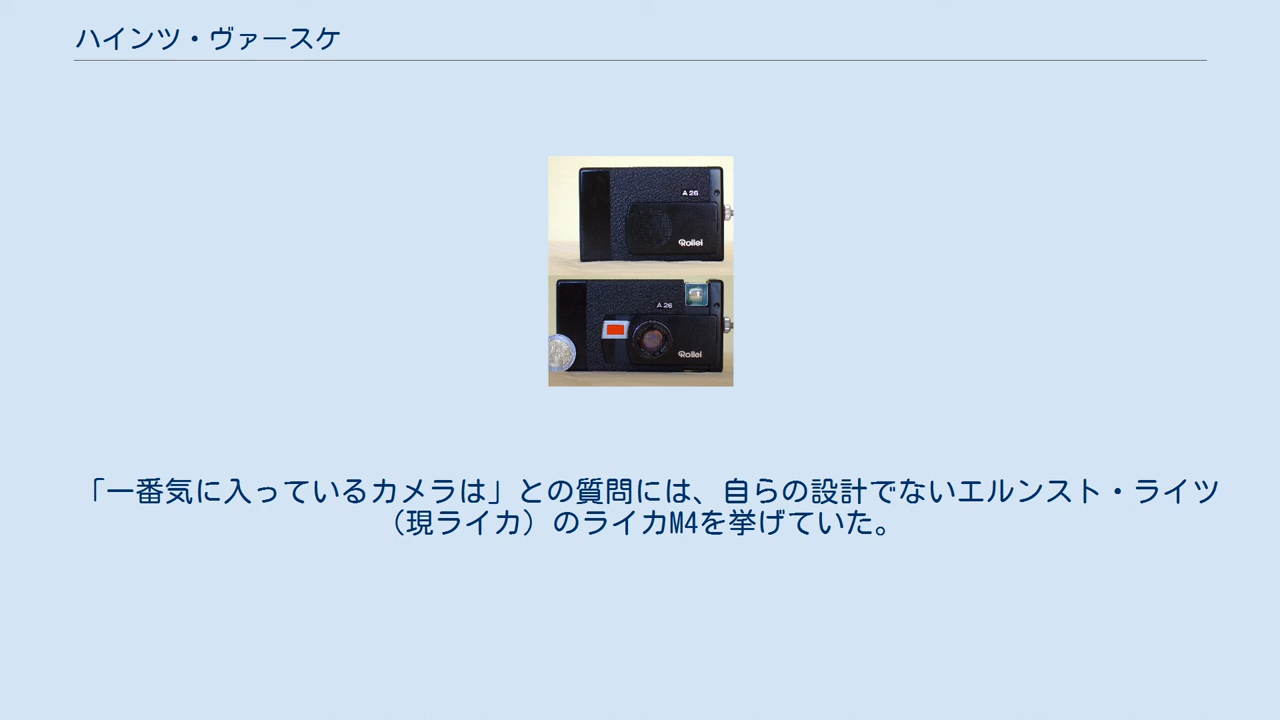 ハインツ・ヴァースケ
A 26
Rollei
A 26
Rollei
「一番気に入っているカメラは」との質問には、自らの設計でないエルンスト・ライツ
（現ライカ）のライカM4を挙げていた。